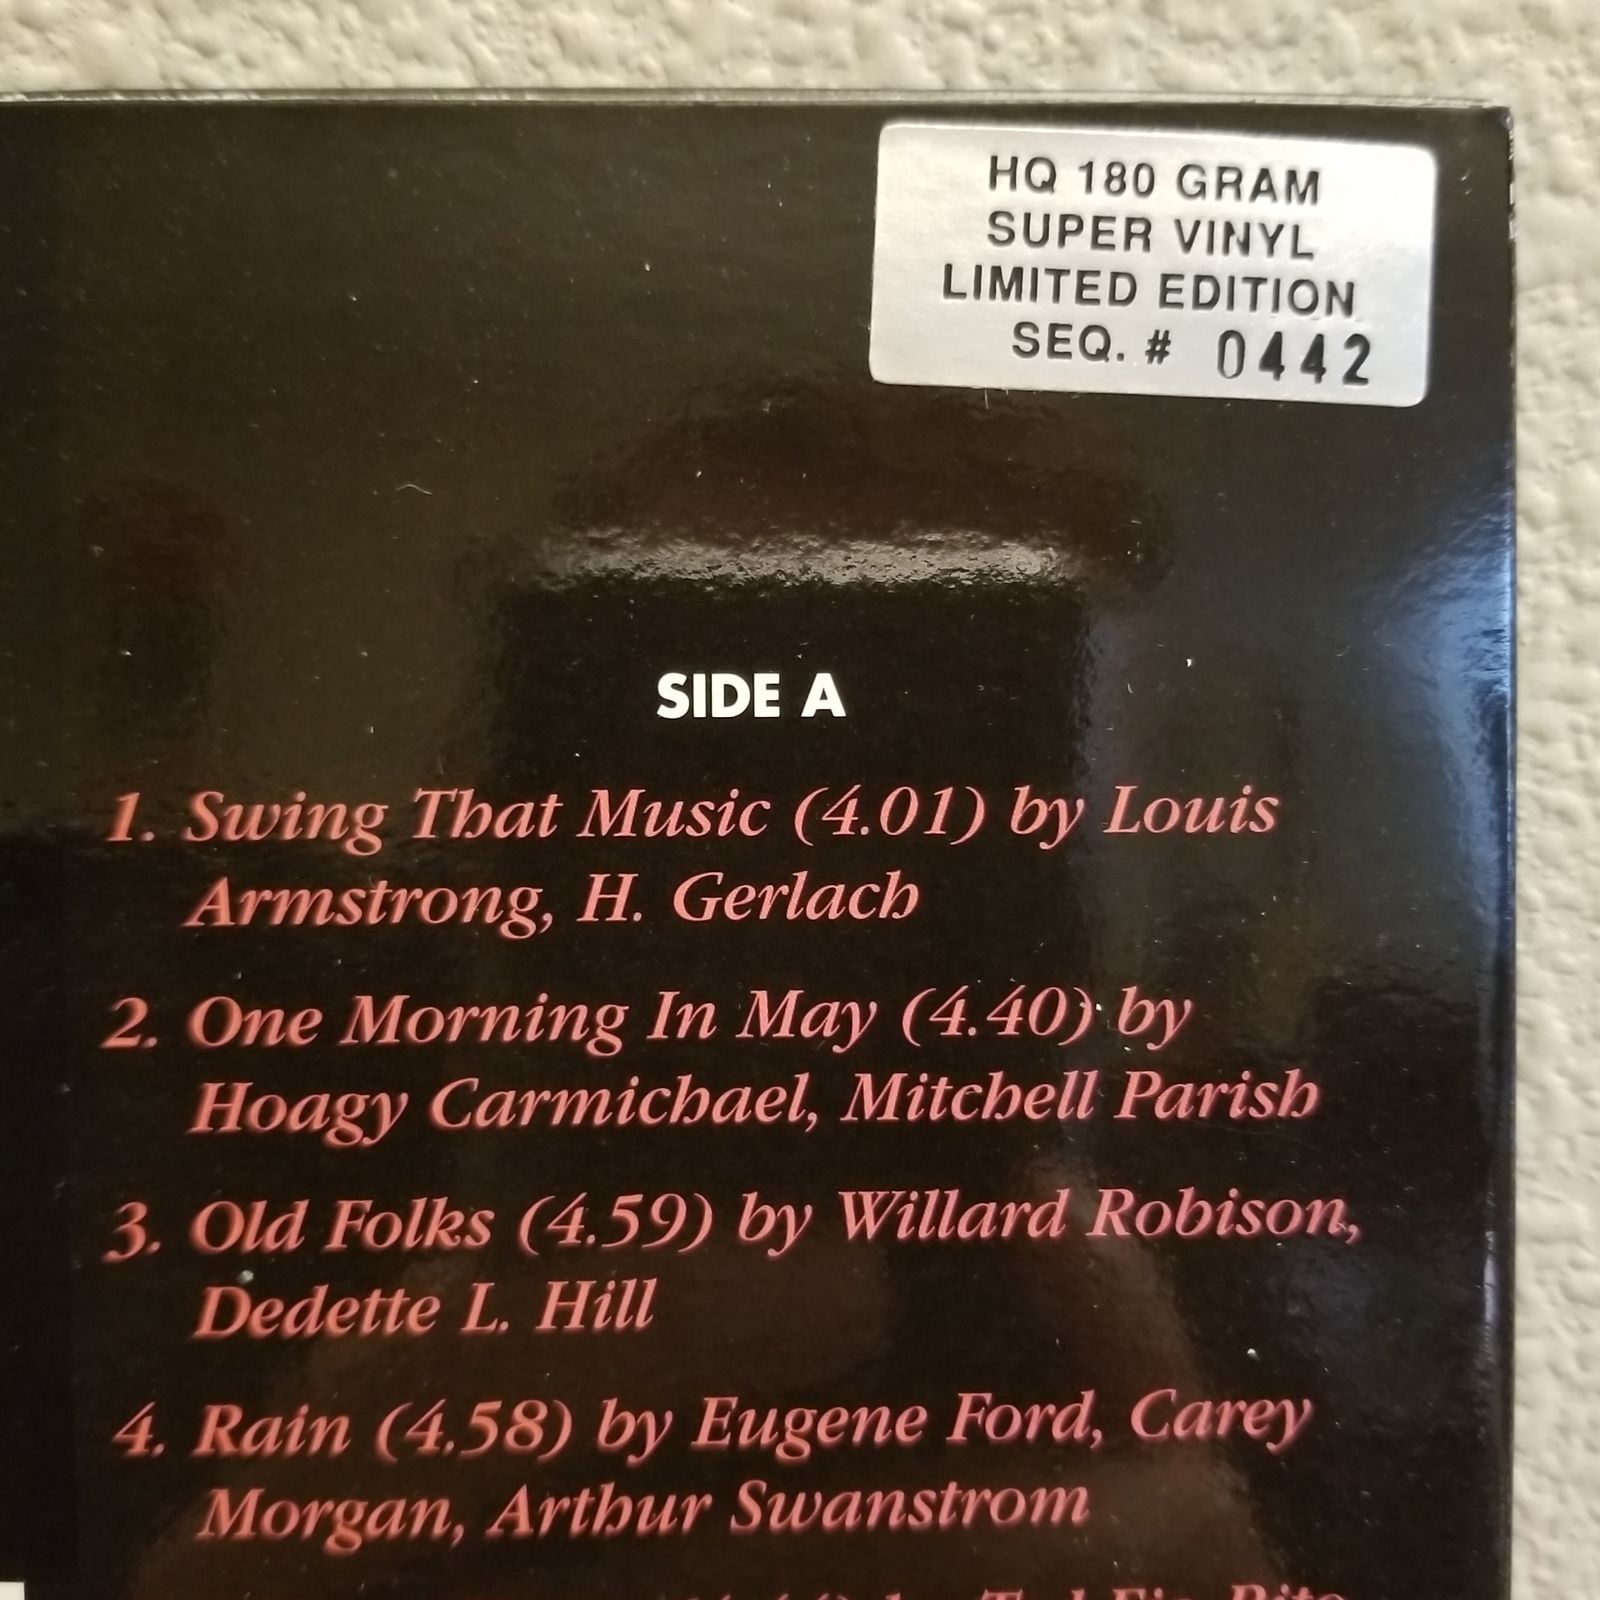 HQ 180 GRAM
SUPER VINYL
LIMITED EDITION
SEQ. # 0442
SIDE A
1. Swing That Music (4.01) by Louis
Armstrong, H. Gerlach
2. One Morning In May (4.40) by
Hoagy Carmichael, Mitchell Parish
3. Old Folks (4.59) by Willard Robison,
Dedette L. Hill
4. Rain (4.58) by Eugene Ford, Carey
Morgan, Arthur Swanstrom